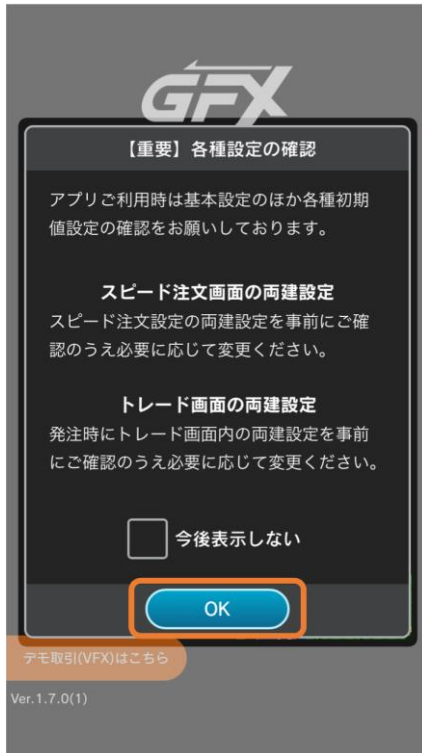 GFX
【重要】各種設定の確認
アプリご利用時は基本設定のほか各種初期
値設定の確認をお願いしております。
スピード注文画面の両建設定
スピード注文設定の両建設定を事前にご確
認のうえ必要に応じて変更ください。
トレード画面の両建設定
発注時にトレード画面内の両建設定を事前
にご確認のうえ必要に応じて変更ください。
今後表示しない
OK
デモ取引(VFX)はこちら
Ver.1.7.0(1)